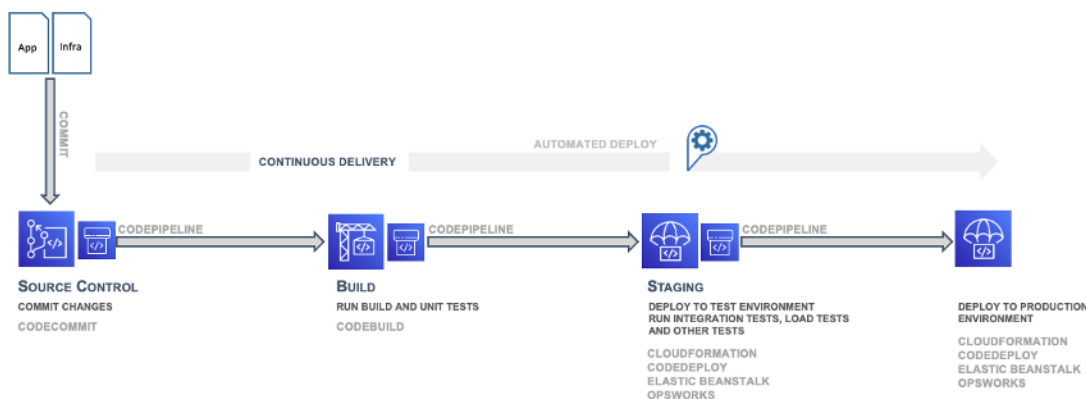 App
Infra
COMMIT
AUTOMATED DEPLOY
CONTINUOUS DELIVERY
CODEPIPELINE
CODEPIPELINE
CODEPIPELINE
SOURCE CONTROL
COMMIT CHANGES
CODECOMMIT
BUILD
RUN BUILD AND UNIT TESTS
CODEBUILD
STAGING
DEPLOY TO TEST ENVIRONMENT
RUN INTEGRATION TESTS, LOAD TESTS
AND OTHER TESTS
CLOUDFORMATION
CODEDEPLOY
ELASTIC BEANSTALK
OPSWORKS
DEPLOY TO PRODUCTION
ENVIRONMENT
CLOUDFORMATION
CODEDEPLOY
ELASTIC BEANSTALK
OPSWORKS